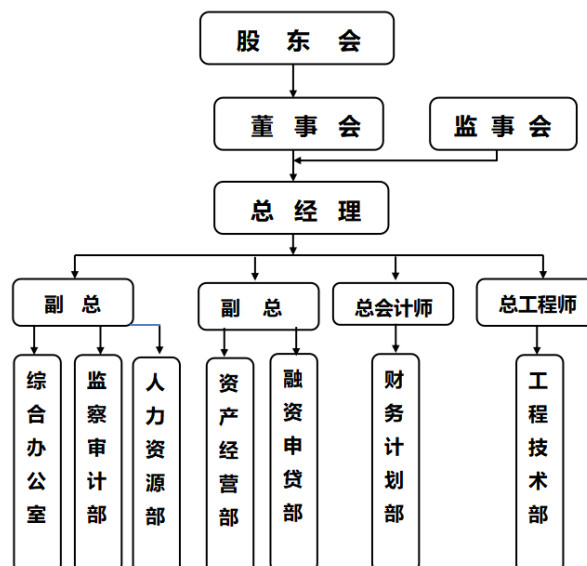 股东会
董事会
监事会
总经理
副总
副总
总会计师
总工程师
综合办公室
监察审计部
人力资源部
资产经营部
融资申贷部
财务计划部
工程技术部